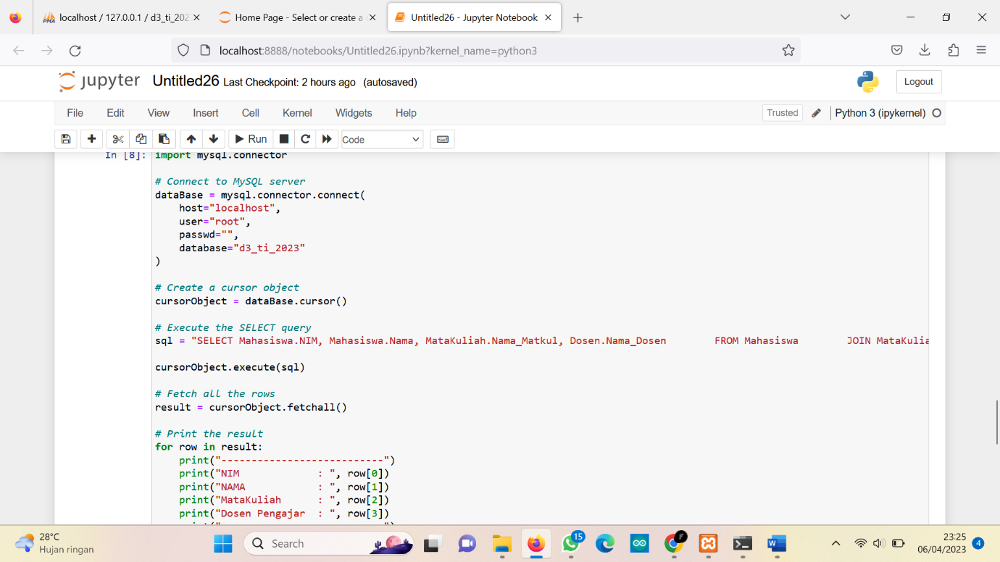 localhost / 127.0.0.1 / d3_ti_202
Home Page - Select or create a
Untitled26 - Jupyter Notebook
localhost:8888/notebooks/Untitled26.ipynb?kernel_name=python3
jupyter Untitled26 Last Checkpoint: 2 hours ago (autosaved)
Logout
File Edit View Insert Cell Kernel Widgets Help
Trusted
Python 3 (ipykernel)
Run
Code
In [8]: import mysql.connector
# Connect to MySQL server
dataBase = mysql.connector.connect(
    host="localhost",
    user="root",
    passwd="",
    database="d3_ti_2023"
)
# Create a cursor object
cursorObject = dataBase.cursor()
# Execute the SELECT query
sql = "SELECT Mahasiswa.NIM, Mahasiswa.Nama, MataKuliah.Nama_Matkul, Dosen.Nama_Dosen        FROM Mahasiswa        JOIN MataKulia
cursorObject.execute(sql)
# Fetch all the rows
result = cursorObject.fetchall()
# Print the result
for row in result:
    print("---------------------------")
    print("NIM             : ", row[0])
    print("NAMA            : ", row[1])
    print("MataKuliah      : ", row[2])
    print("Dosen Pengajar  : ", row[3])
28°C
Hujan ringan
Search
15
23:25
06/04/2023
4